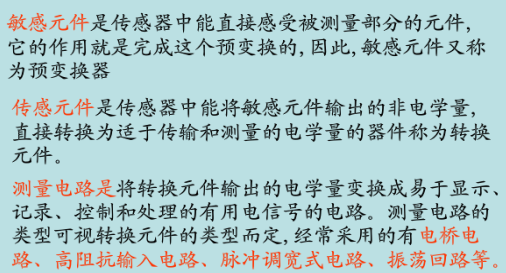 敏感元件是传感器中能直接感受被测量部分的元件,
它的作用就是完成这个预变换的, 因此, 敏感元件又称
为预变换器
传感元件是传感器中能将敏感元件输出的非电学量,
直接转换为适于传输和测量的电学量的器件称为转换
元件。
测量电路是将转换元件输出的电学量变换成易于显示、
记录、控制和处理的有用电信号的电路。测量电路的
类型可视转换元件的类型而定, 经常采用的有电桥电
路、高阻抗输入电路、脉冲调宽式电路、振荡回路等。